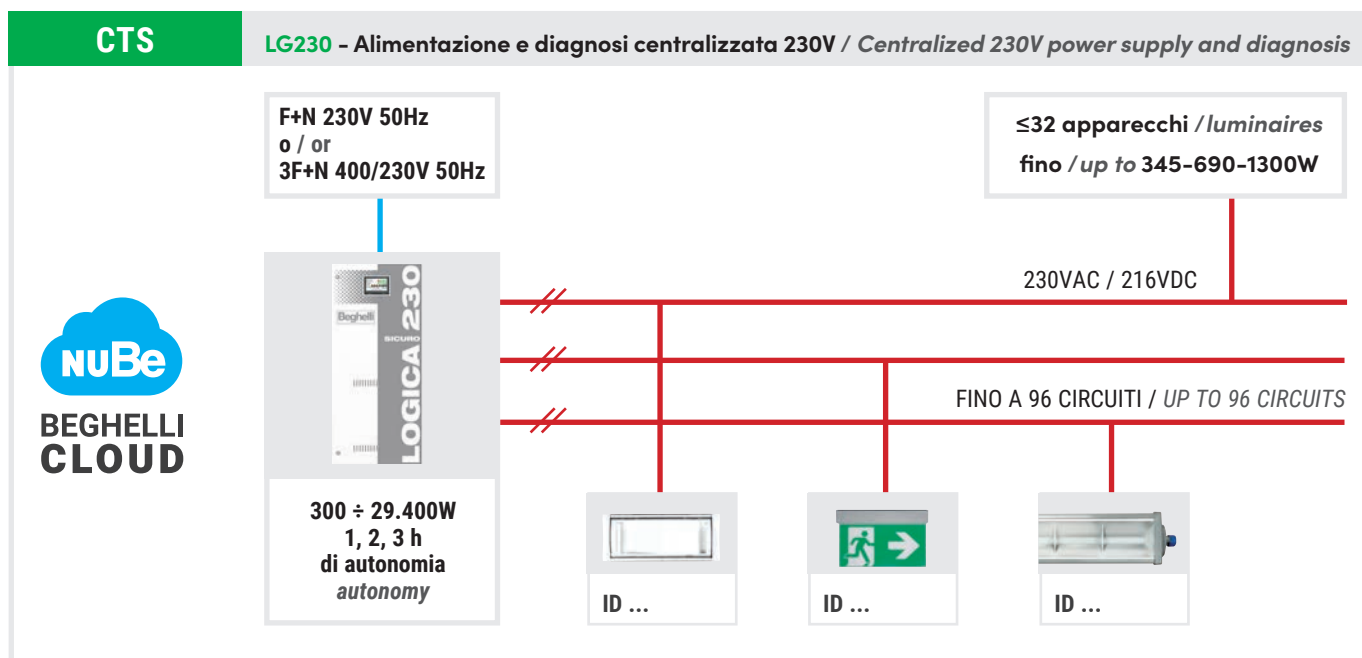 CTS
LG230 - Alimentazione e diagnosi centralizzata 230V / Centralized 230V power supply and diagnosis
F+N 230V 50Hz
o / or
3F+N 400/230V 50Hz
≤32 apparecchi / luminaires
fino / up to 345-690-1300W
230VAC / 216VDC
Beghelli
SICURO
LOGICA 230
FINO A 96 CIRCUITI / UP TO 96 CIRCUITS
NUBe
BEGHELLI
CLOUD
300 ÷ 29.400W
1, 2, 3 h
di autonomia
autonomy
ID ...
ID ...
ID ...